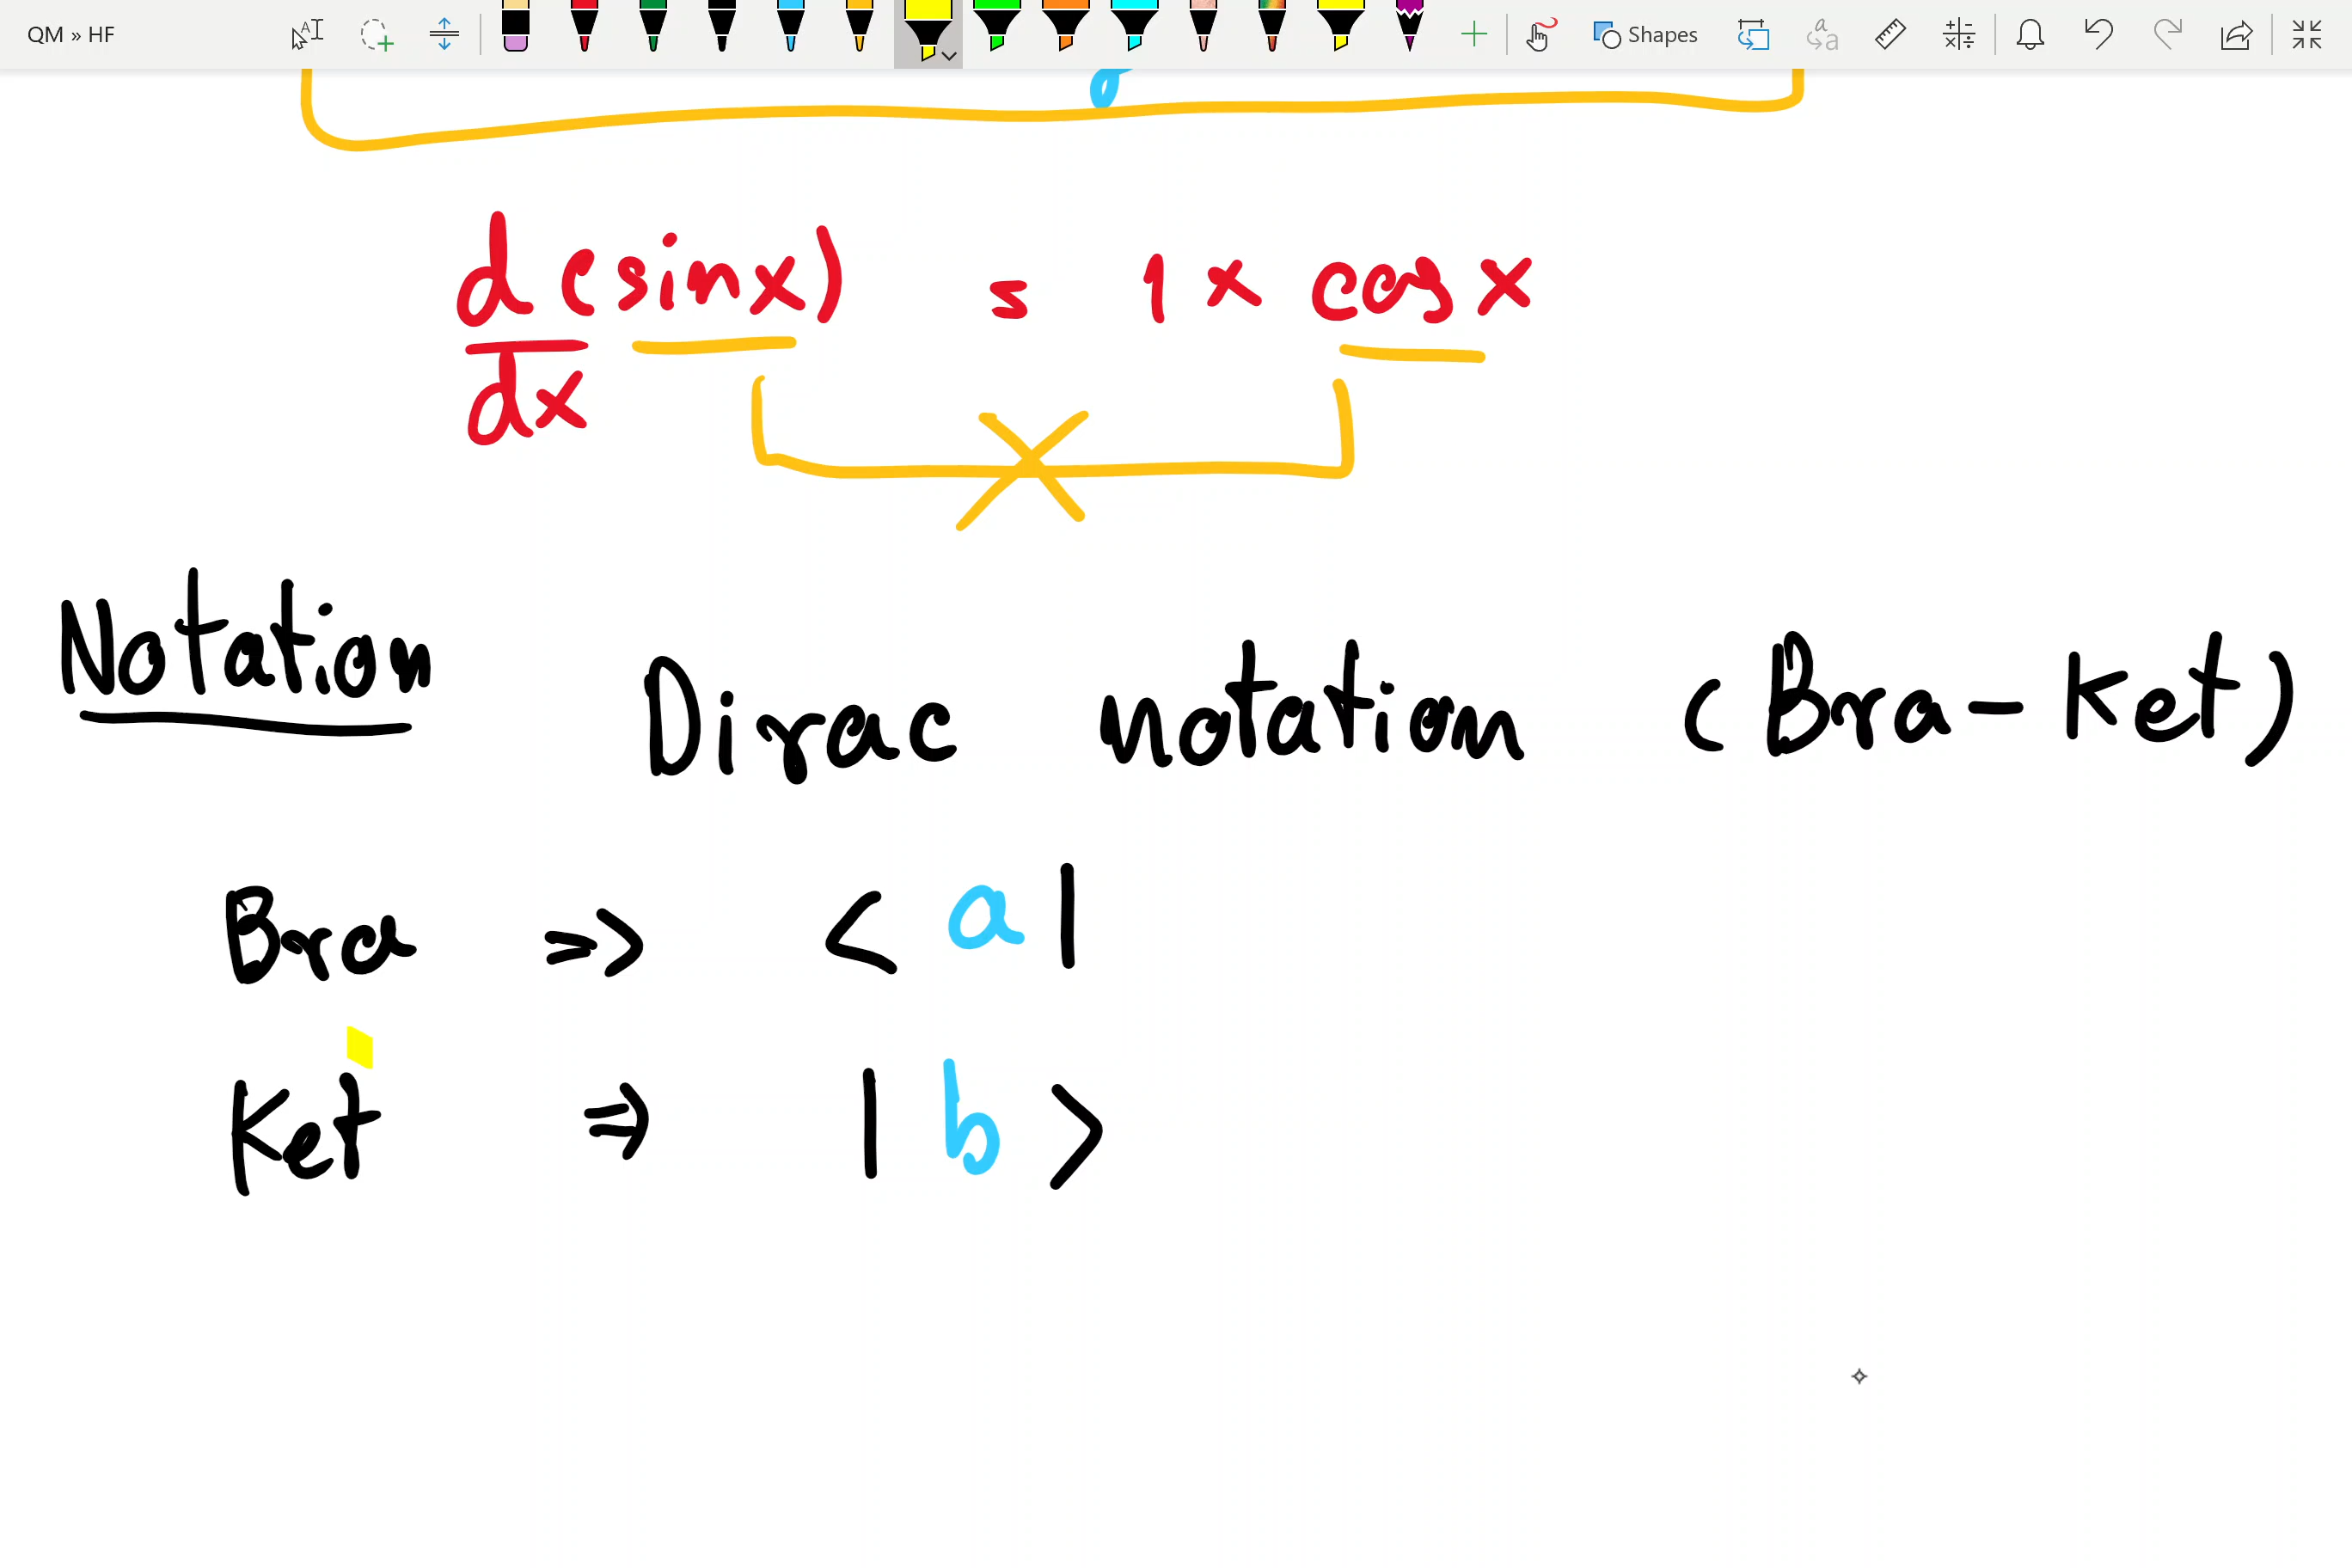 QM » HF
Shapes
d/dx (sinx) = 1 × cosx
Notation
Dirac notation (Bra-Ket)
Bra => <a|
Ket => |b>